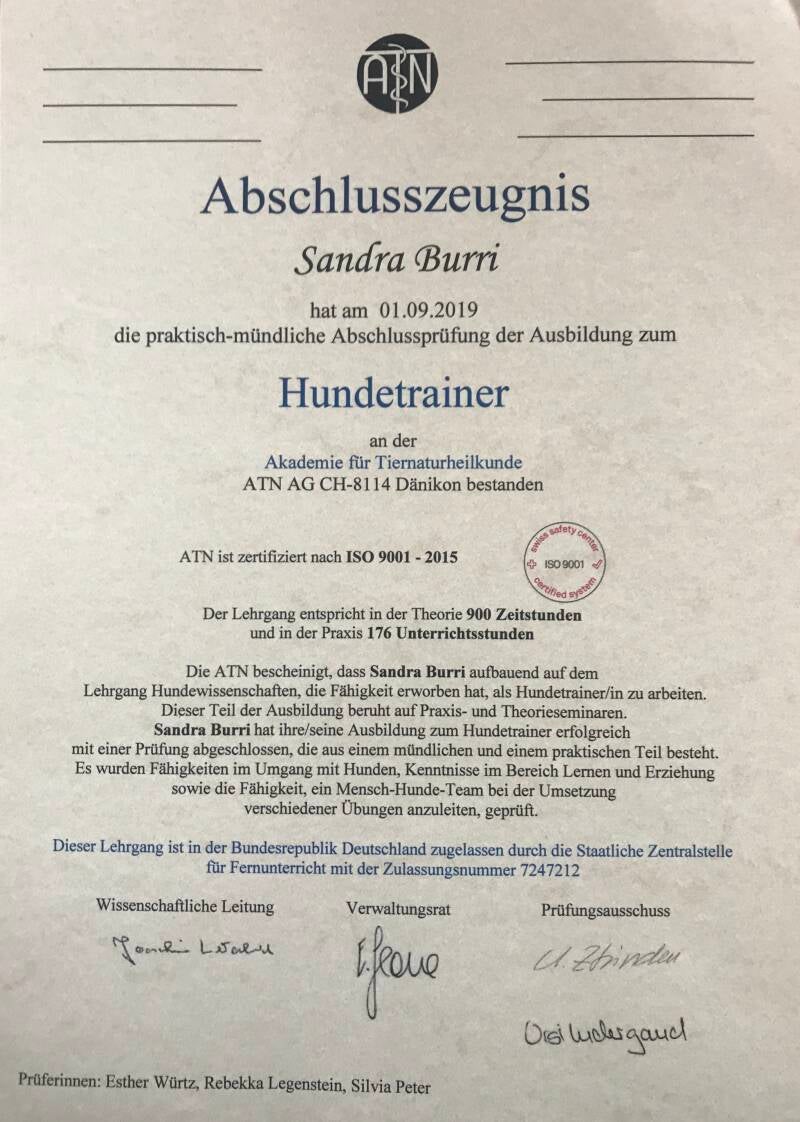 ATN
Abschlusszeugnis
Sandra Burri
hat am 01.09.2019
die praktisch-mündliche Abschlussprüfung der Ausbildung zum
Hundetrainer
an der
Akademie für Tiernaturheilkunde
ATN AG CH-8114 Dänikon bestanden
ATN ist zertifiziert nach ISO 9001 - 2015
swiss safety center
ISO 9001
certified system
Der Lehrgang entspricht in der Theorie 900 Zeitstunden
und in der Praxis 176 Unterrichtsstunden
Die ATN bescheinigt, dass Sandra Burri aufbauend auf dem
Lehrgang Hundewissenschaften, die Fähigkeit erworben hat, als Hundetrainer/in zu arbeiten.
Dieser Teil der Ausbildung beruht auf Praxis- und Theorieseminaren.
Sandra Burri hat ihre/seine Ausbildung zum Hundetrainer erfolgreich
mit einer Prüfung abgeschlossen, die aus einem mündlichen und einem praktischen Teil besteht.
Es wurden Fähigkeiten im Umgang mit Hunden, Kenntnisse im Bereich Lernen und Erziehung
sowie die Fähigkeit, ein Mensch-Hunde-Team bei der Umsetzung
verschiedener Übungen anzuleiten, geprüft.
Dieser Lehrgang ist in der Bundesrepublik Deutschland zugelassen durch die Staatliche Zentralstelle
für Fernunterricht mit der Zulassungsnummer 7247212
Wissenschaftliche Leitung Verwaltungsrat Prüfungsausschuss
Prüferinnen: Esther Würtz, Rebekka Legenstein, Silvia Peter